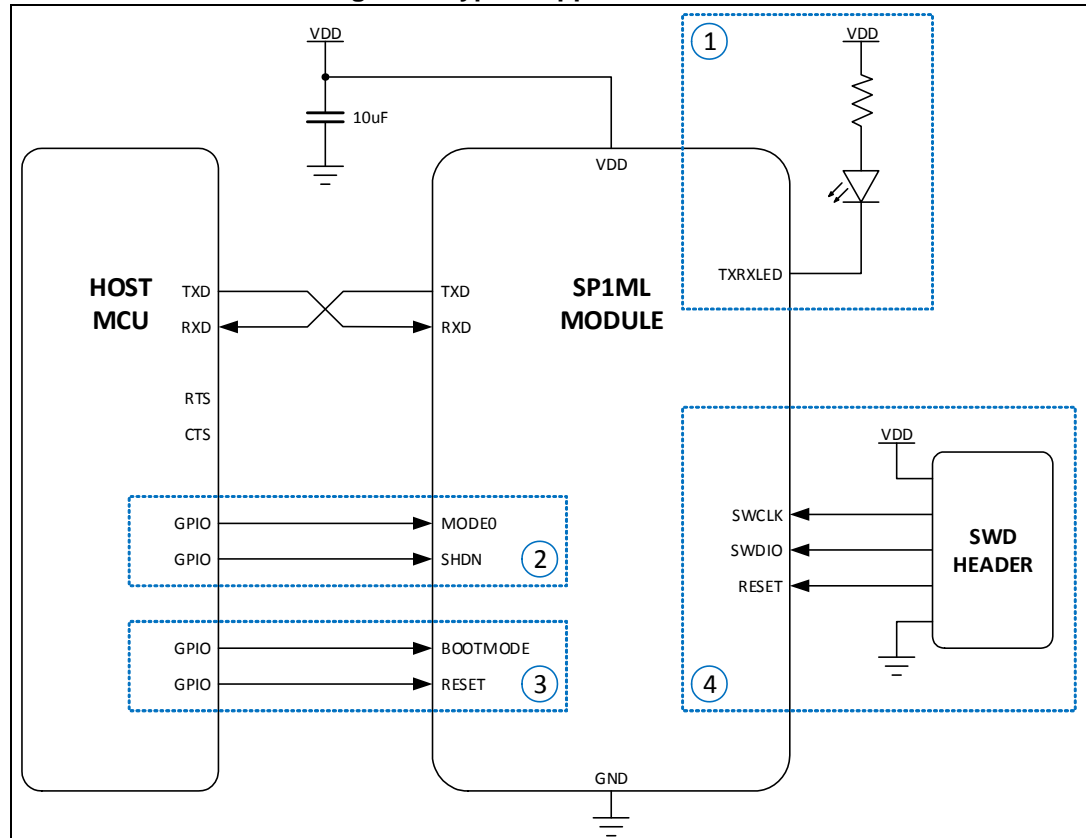 VDD
10uF
1
VDD
VDD
TXRXLED
HOST
MCU
TXD
RXD
RTS
CTS
TXD
RXD
SP1ML
MODULE
GPIO
GPIO
MODE0
SHDN
2
GPIO
GPIO
BOOTMODE
RESET
3
VDD
SWCLK
SWDIO
RESET
SWD
HEADER
4
GND